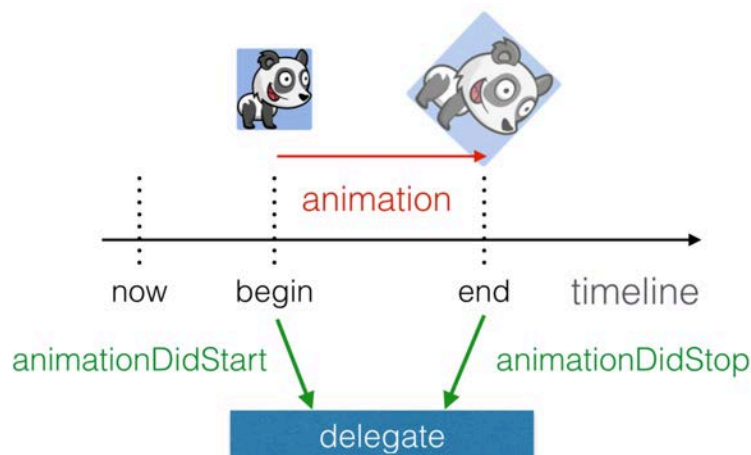 animation
now
begin
end
timeline
animationDidStart
animationDidStop
delegate